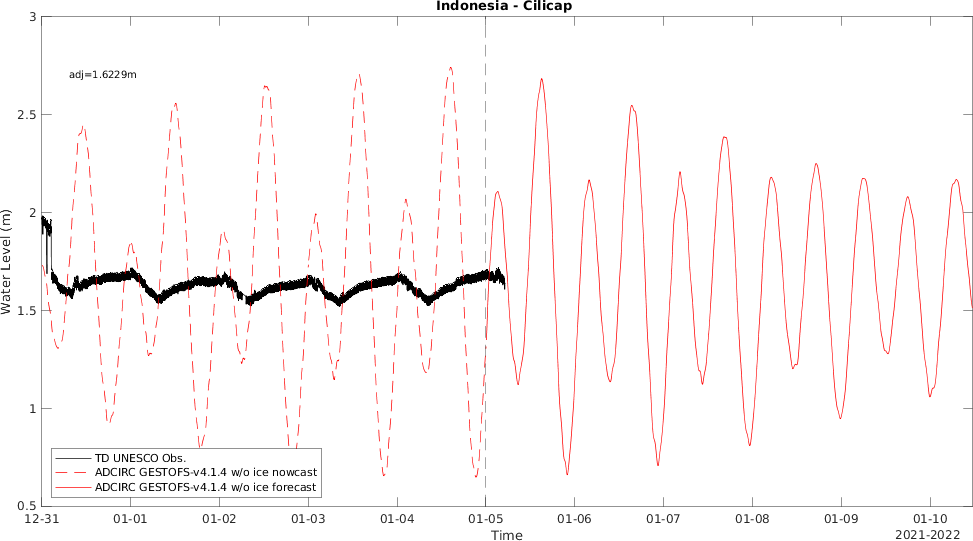 Indonesia - Cilicap
3
2.5
2
1.5
1
0.5
Water Level (m)
adj=1.6229m
TD UNESCO Obs.
ADCIRC GESTOFS-v4.1.4 w/o ice nowcast
ADCIRC GESTOFS-v4.1.4 w/o ice forecast
12-31 01-01 01-02 01-03 01-04 01-05 01-06 01-07 01-08 01-09 01-10
Time
2021-2022